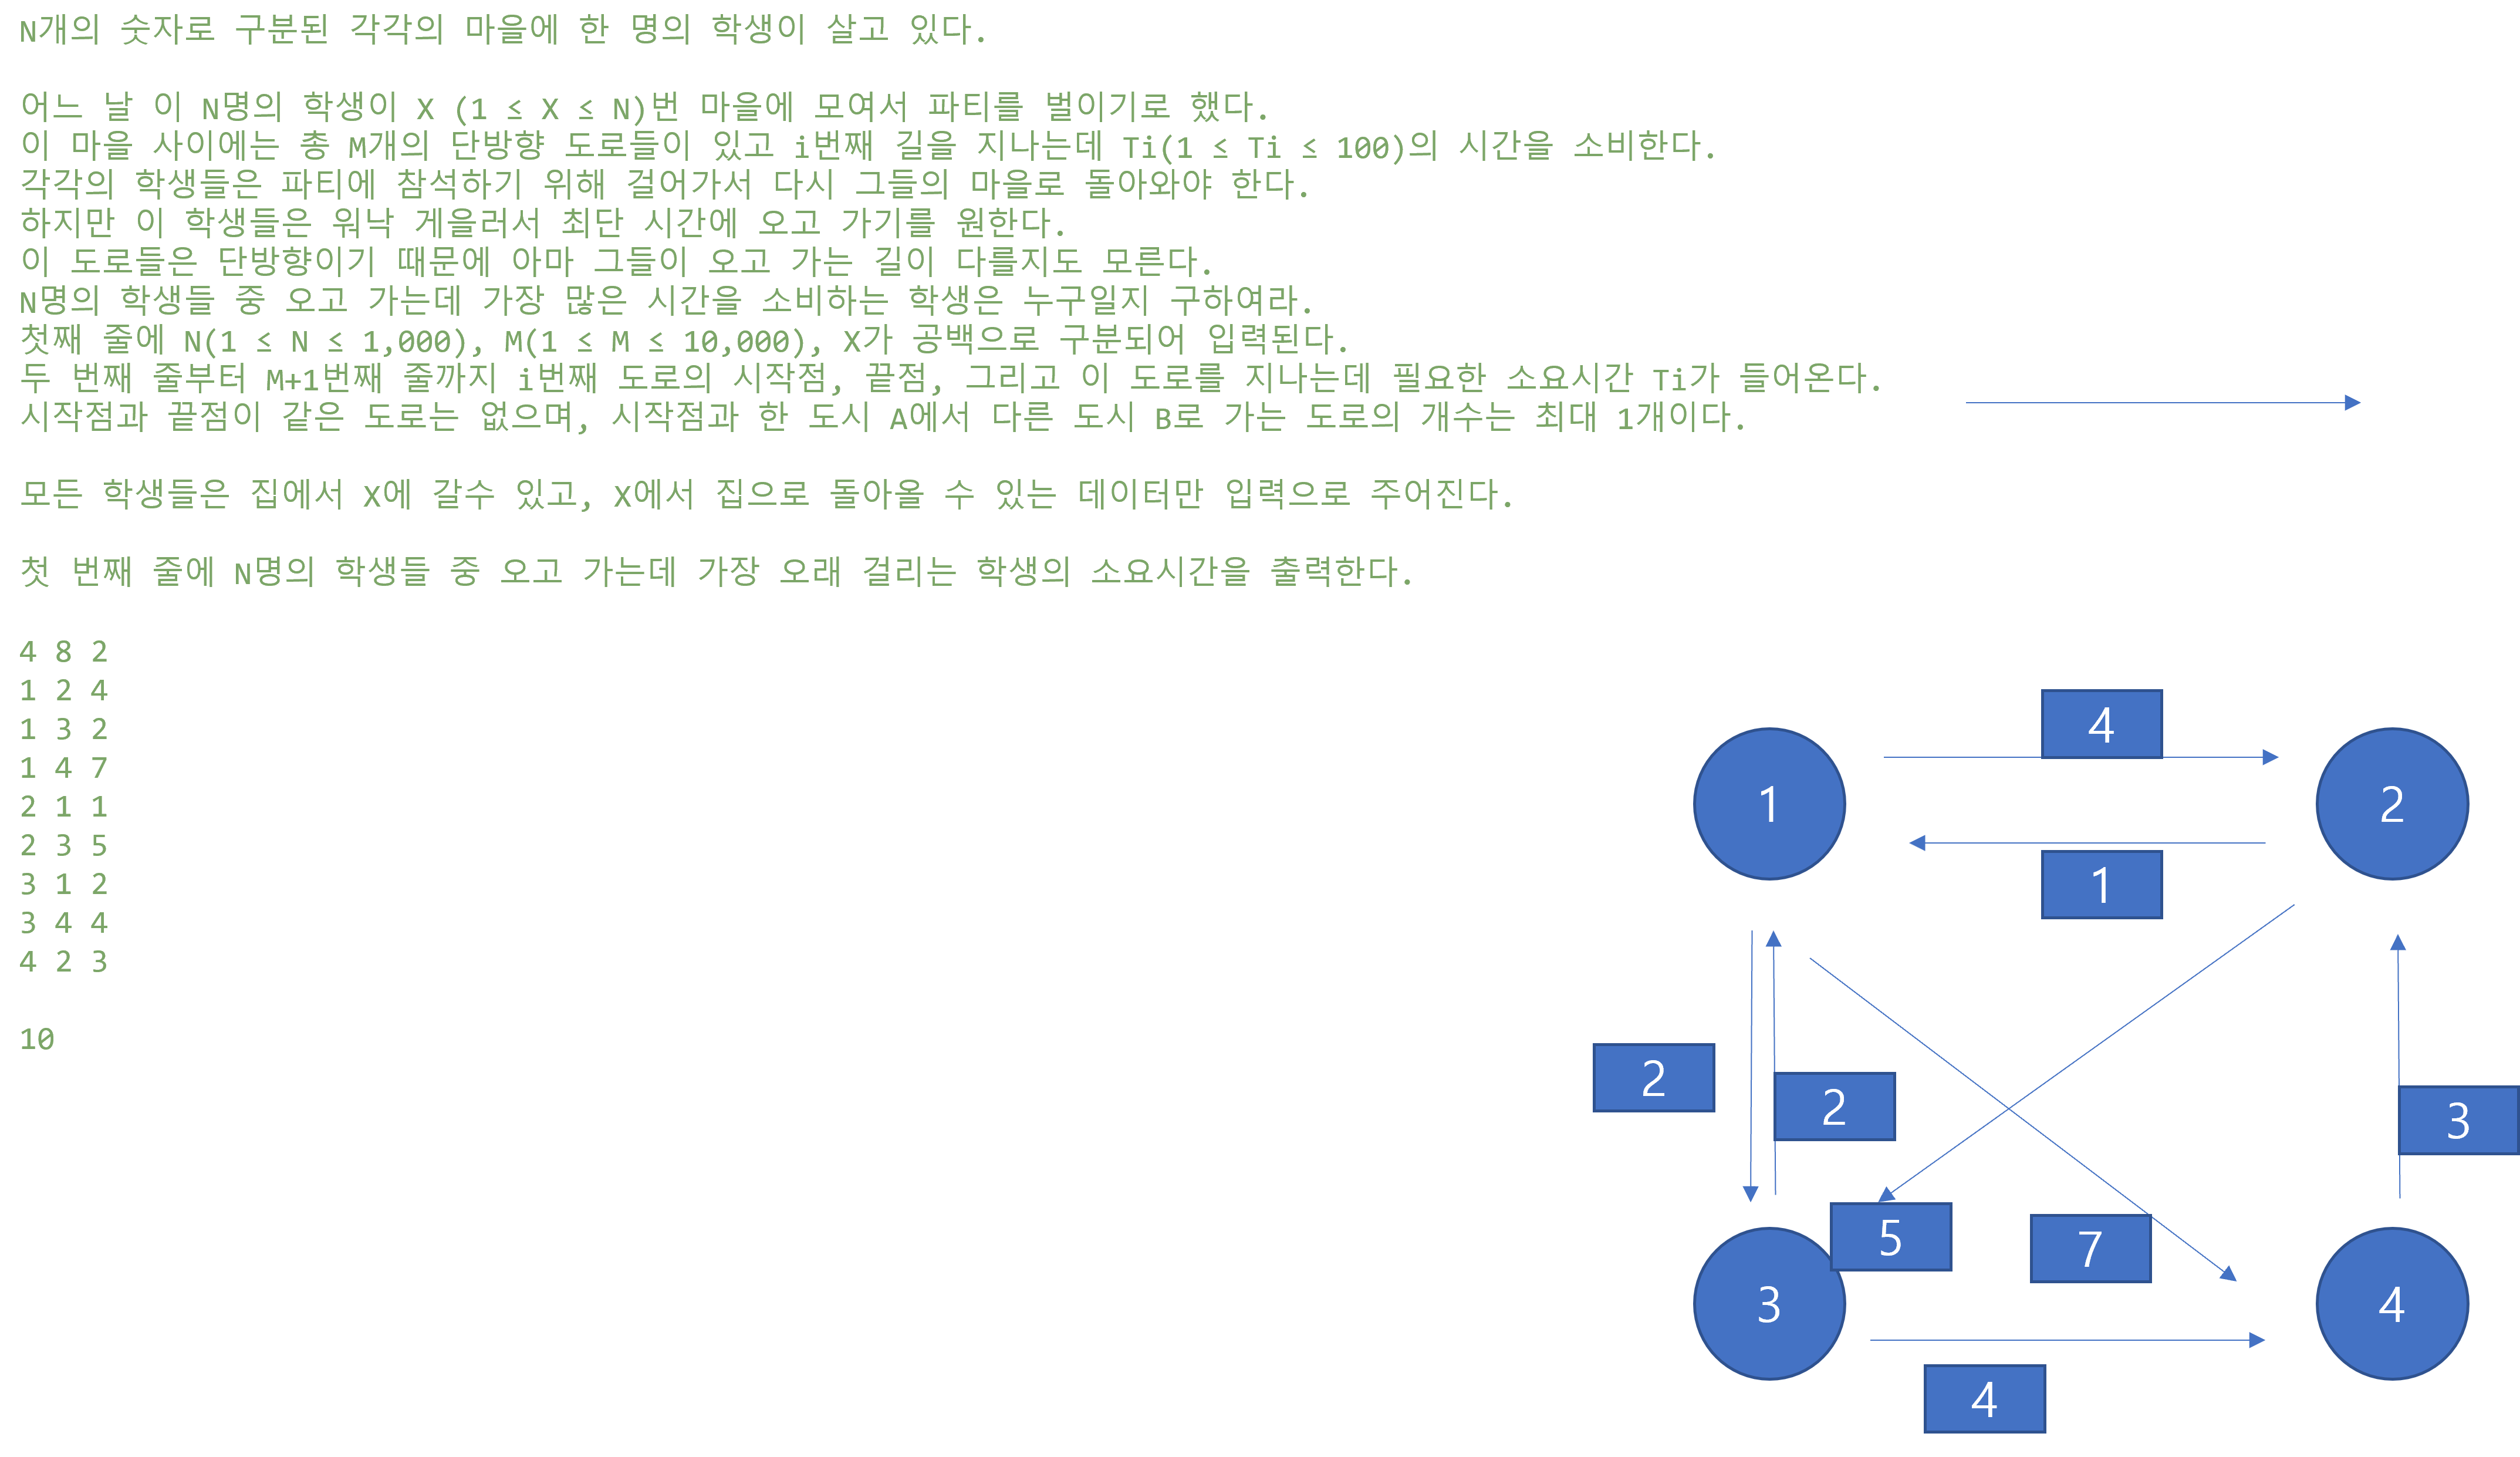 N개의 숫자로 구분된 각각의 마을에 한 명의 학생이 살고 있다.
어느 날 이 N명의 학생이 X (1 ≤ X ≤ N)번 마을에 모여서 파티를 벌이기로 했다.
이 마을 사이에는 총 M개의 단방향 도로들이 있고 i번째 길을 지나는데 Ti(1 ≤ Ti ≤ 100)의 시간을 소비한다.
각각의 학생들은 파티에 참석하기 위해 걸어가서 다시 그들의 마을로 돌아와야 한다.
하지만 이 학생들은 워낙 게을러서 최단 시간에 오고 가기를 원한다.
이 도로들은 단방향이기 때문에 아마 그들이 오고 가는 길이 다를지도 모른다.
N명의 학생들 중 오고 가는데 가장 많은 시간을 소비하는 학생은 누구일지 구하여라.
첫째 줄에 N(1 ≤ N ≤ 1,000), M(1 ≤ M ≤ 10,000), X가 공백으로 구분되어 입력된다.
두 번째 줄부터 M+1번째 줄까지 i번째 도로의 시작점, 끝점, 그리고 이 도로를 지나는데 필요한 소요시간 Ti가 들어온다.
시작점과 끝점이 같은 도로는 없으며, 시작점과 한 도시 A에서 다른 도시 B로 가는 도로의 개수는 최대 1개이다.
모든 학생들은 집에서 X에 갈수 있고, X에서 집으로 돌아올 수 있는 데이터만 입력으로 주어진다.
첫 번째 줄에 N명의 학생들 중 오고 가는데 가장 오래 걸리는 학생의 소요시간을 출력한다.
4 8 2
1 2 4
1 3 2
1 4 7
2 1 1
2 3 5
3 1 2
3 4 4
4 2 3
10
4
1
2
1
2
2
3
5
7
3
4
4